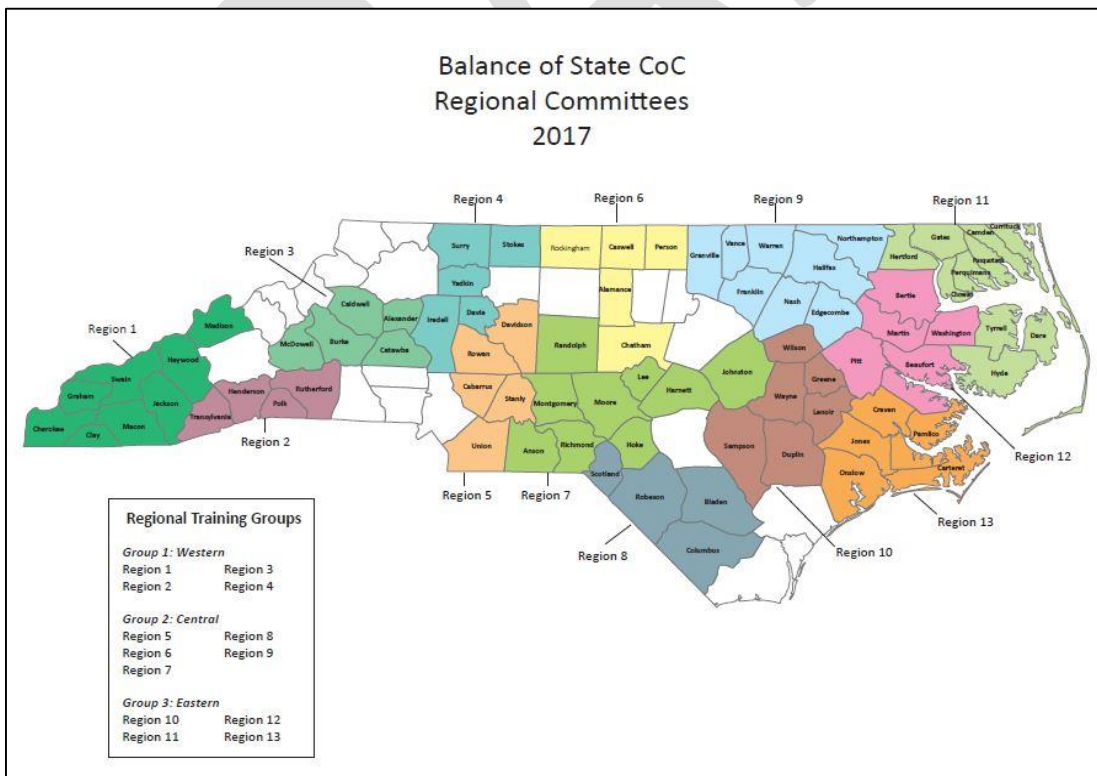 Balance of State CoC
Regional Committees
2017
Region 4
Region 6
Region 9
Region 11
Region 3
Region 1
Region 2
Region 5
Region 7
Region 8
Region 10
Region 12
Region 13
Surry
Stokes
Rockingham
Caswell
Person
Granville
Vance
Warren
Northampton
Halifax
Hertford
Gates
Camden
Currituck
Pasquotank
Perquimans
Chowan
Yadkin
Alamance
Franklin
Nash
Edgecombe
Bertie
Madison
Caldwell
Alexander
Iredell
Davie
Davidson
Martin
Washington
Tyrrell
Dare
McDowell
Burke
Catawba
Rowan
Randolph
Chatham
Wilson
Pitt
Beaufort
Hyde
Haywood
Swain
Graham
Jackson
Cherokee
Clay
Macon
Transylvania
Henderson
Polk
Rutherford
Cabarrus
Stanly
Montgomery
Moore
Lee
Harnett
Johnston
Wayne
Greene
Lenoir
Craven
Pamlico
Jones
Carteret
Onslow
Union
Anson
Richmond
Hoke
Scotland
Sampson
Duplin
Robeson
Bladen
Columbus
Regional Training Groups
Group 1: Western
Region 1 Region 3
Region 2 Region 4
Group 2: Central
Region 5 Region 8
Region 6 Region 9
Region 7
Group 3: Eastern
Region 10 Region 12
Region 11 Region 13